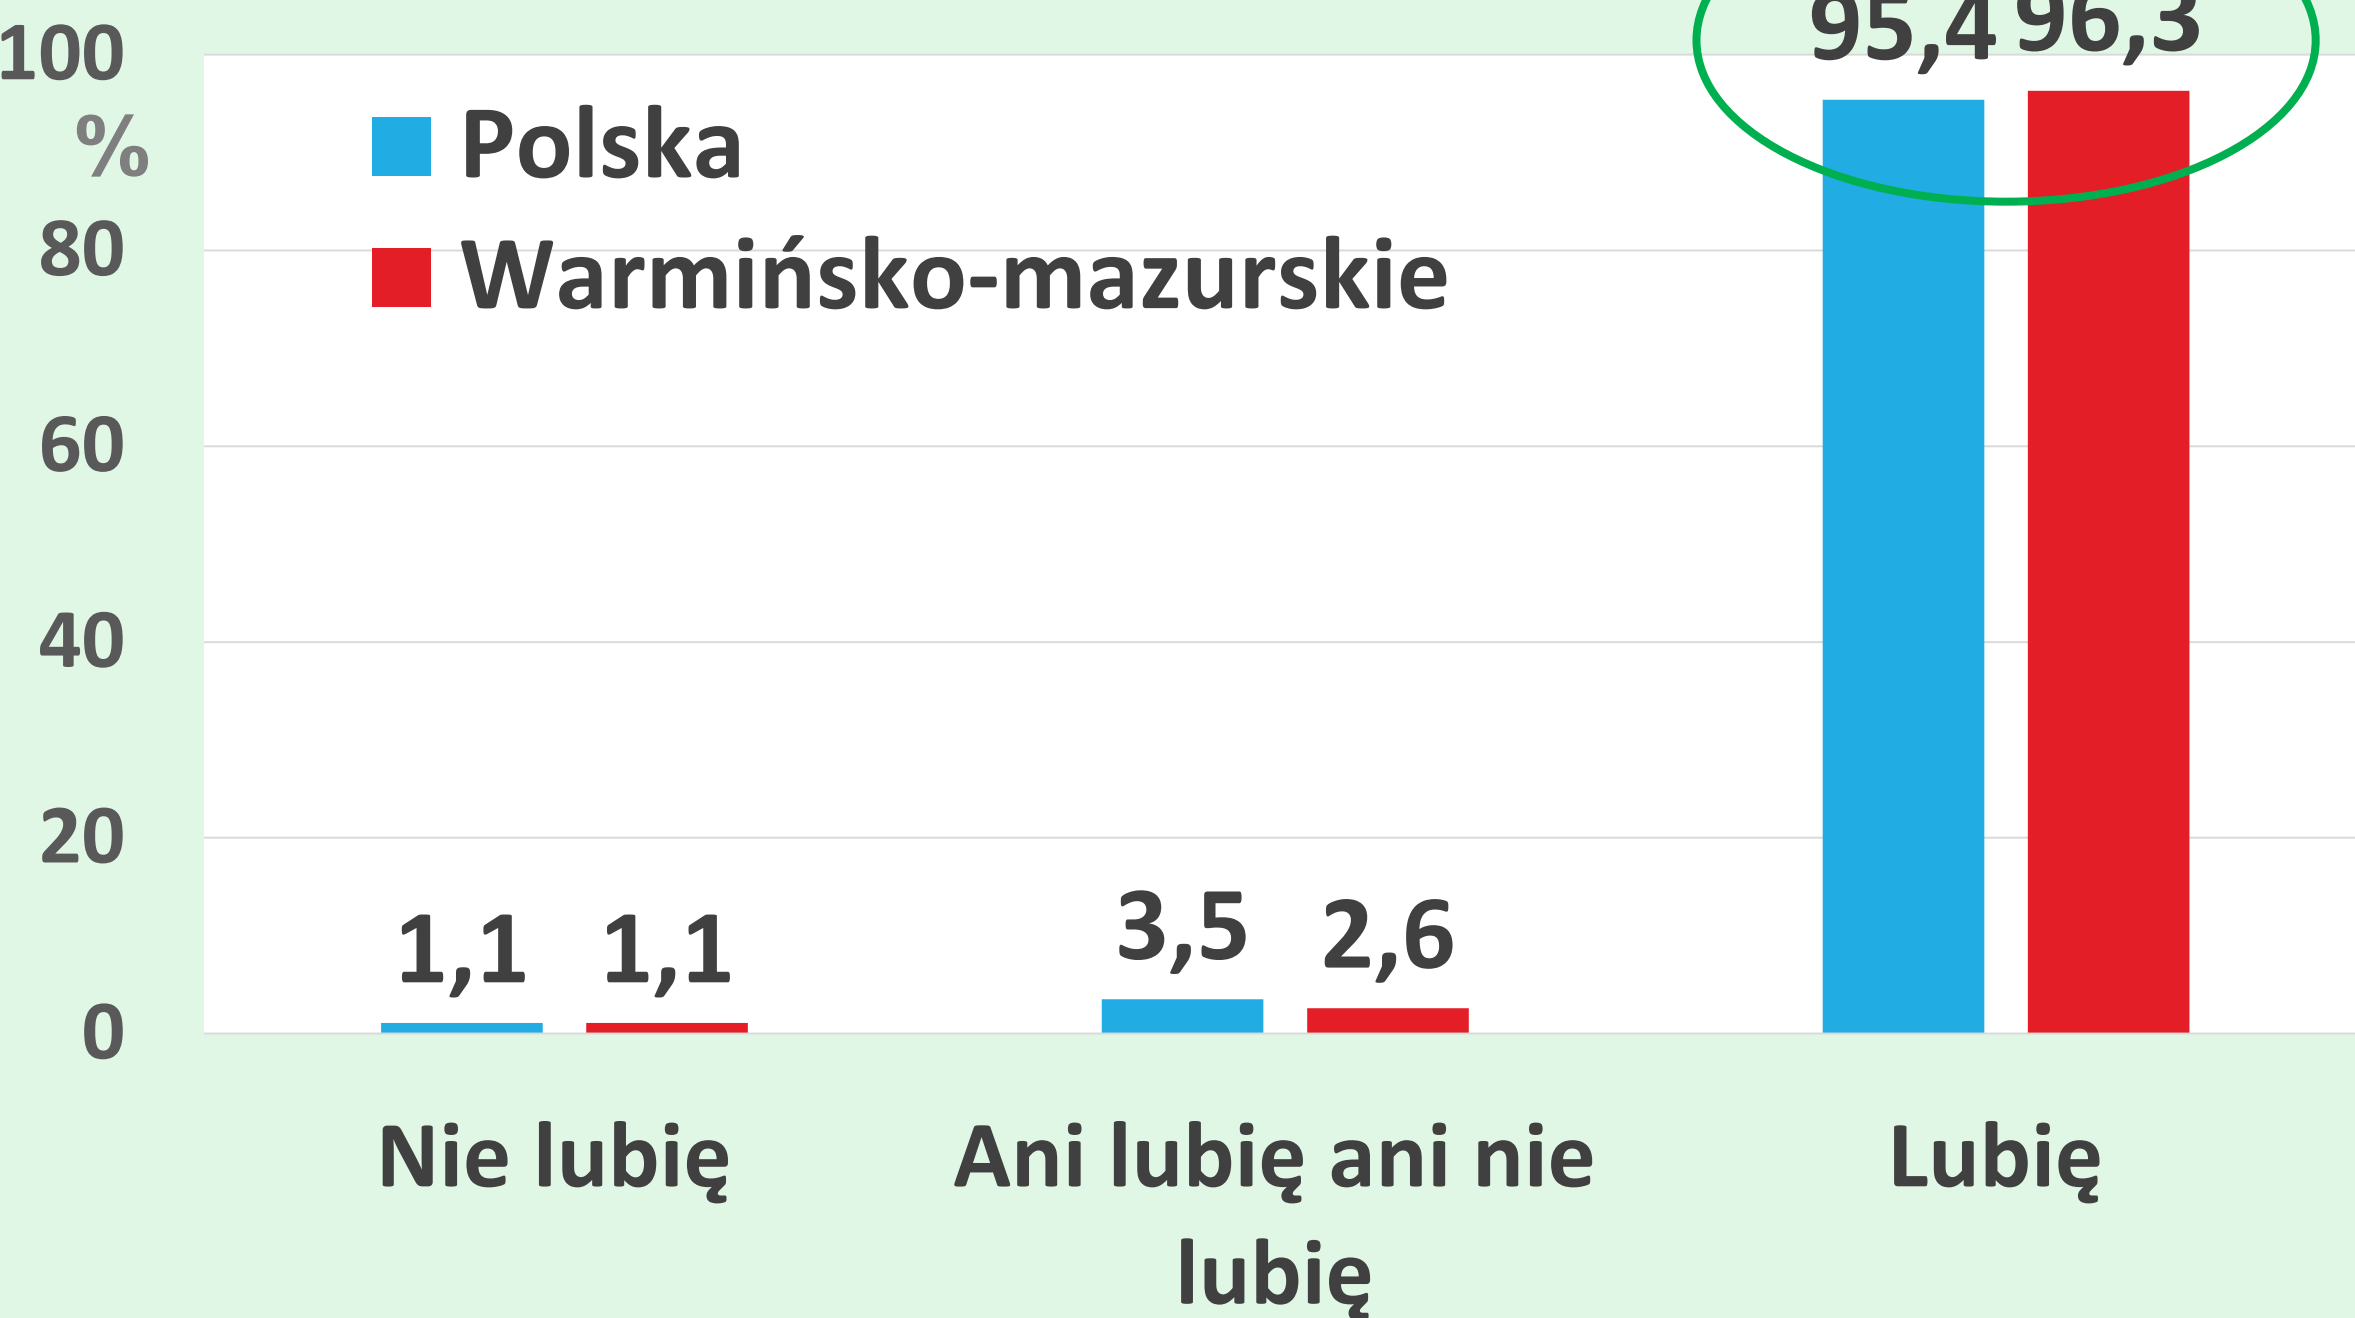 95,4 96,3
100
%
80
60
40
20
0
Polska
Warmińsko-mazurskie
1,1 1,1
3,5 2,6
Nie lubię
Ani lubię ani nie
lubię
Lubię